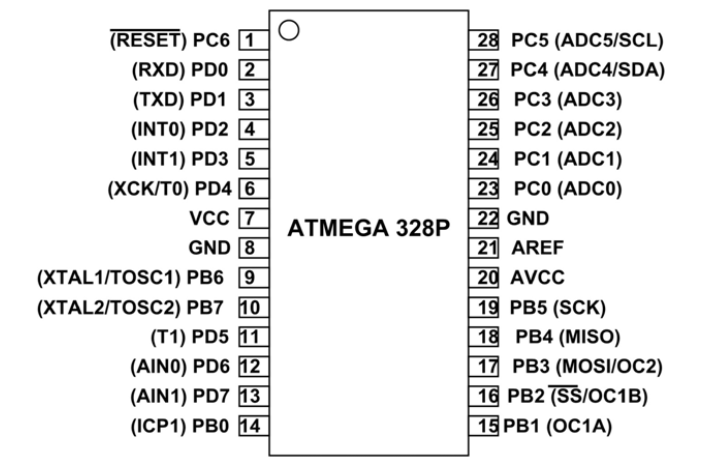 (RESET) PC6 1
(RXD) PD0 2
(TXD) PD1 3
(INT0) PD2 4
(INT1) PD3 5
(XCK/T0) PD4 6
VCC 7
GND 8
(XTAL1/TOSC1) PB6 9
(XTAL2/TOSC2) PB7 10
(T1) PD5 11
(AIN0) PD6 12
(AIN1) PD7 13
(ICP1) PB0 14
ATMEGA 328P
28 PC5 (ADC5/SCL)
27 PC4 (ADC4/SDA)
26 PC3 (ADC3)
25 PC2 (ADC2)
24 PC1 (ADC1)
23 PC0 (ADC0)
22 GND
21 AREF
20 AVCC
19 PB5 (SCK)
18 PB4 (MISO)
17 PB3 (MOSI/OC2)
16 PB2 (SS/OC1B)
15 PB1 (OC1A)